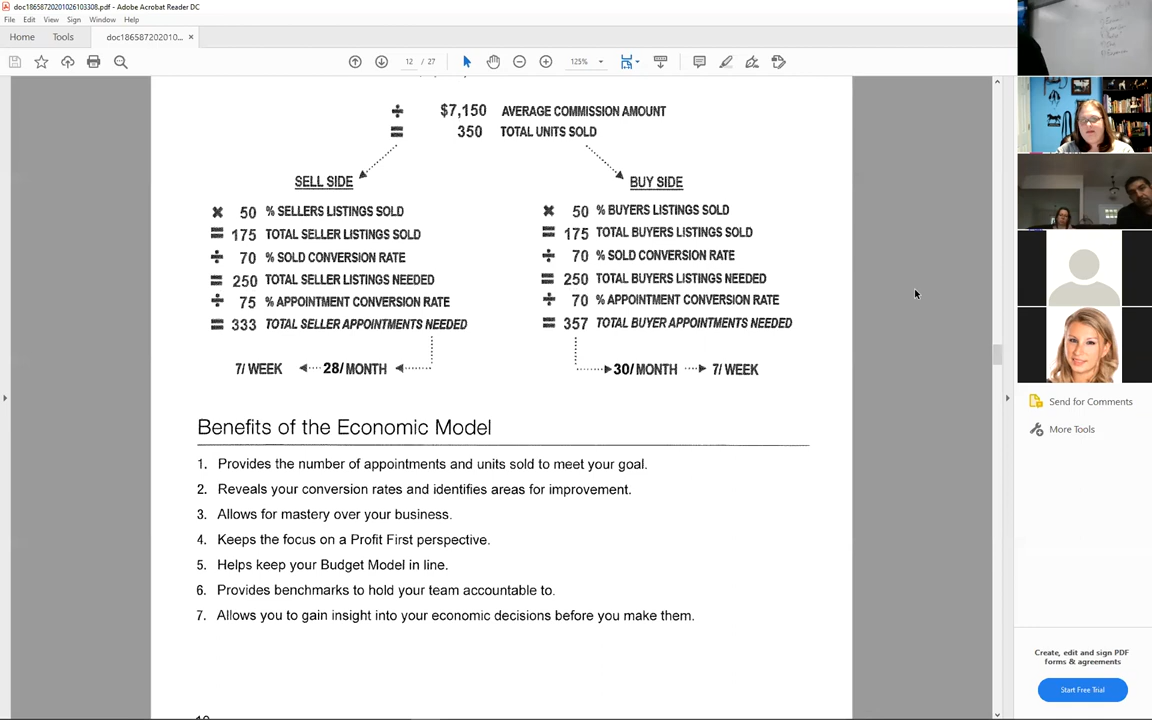 doc18658720201026103308.pdf - Adobe Acrobat Reader DC
File Edit View Sign Window Help
Home Tools doc186587202010... ×
12 / 27 125%
÷ $7,150 AVERAGE COMMISSION AMOUNT
= 350 TOTAL UNITS SOLD
SELL SIDE
× 50 % SELLERS LISTINGS SOLD
= 175 TOTAL SELLER LISTINGS SOLD
÷ 70 % SOLD CONVERSION RATE
= 250 TOTAL SELLER LISTINGS NEEDED
÷ 75 % APPOINTMENT CONVERSION RATE
= 333 TOTAL SELLER APPOINTMENTS NEEDED
7/ WEEK 28/ MONTH
BUY SIDE
× 50 % BUYERS LISTINGS SOLD
= 175 TOTAL BUYERS LISTINGS SOLD
÷ 70 % SOLD CONVERSION RATE
= 250 TOTAL BUYERS LISTINGS NEEDED
÷ 70 % APPOINTMENT CONVERSION RATE
= 357 TOTAL BUYER APPOINTMENTS NEEDED
30/ MONTH 7/ WEEK
Benefits of the Economic Model
1. Provides the number of appointments and units sold to meet your goal.
2. Reveals your conversion rates and identifies areas for improvement.
3. Allows for mastery over your business.
4. Keeps the focus on a Profit First perspective.
5. Helps keep your Budget Model in line.
6. Provides benchmarks to hold your team accountable to.
7. Allows you to gain insight into your economic decisions before you make them.
Send for Comments
More Tools
Create, edit and sign PDF
forms & agreements
Start Free Trial